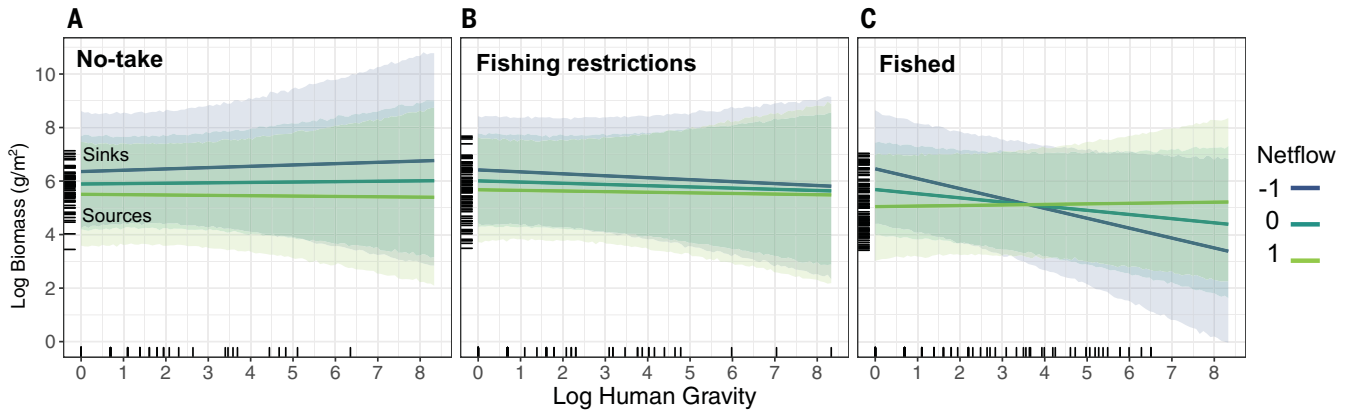 A
B
C
No-take
Fishing restrictions
Fished
Log Biomass (g/m²)
10
8
6
4
2
0
Sinks
Sources
0 1 2 3 4 5 6 7 8
0 1 2 3 4 5 6 7 8
0 1 2 3 4 5 6 7 8
Log Human Gravity
Netflow
-1
0
1